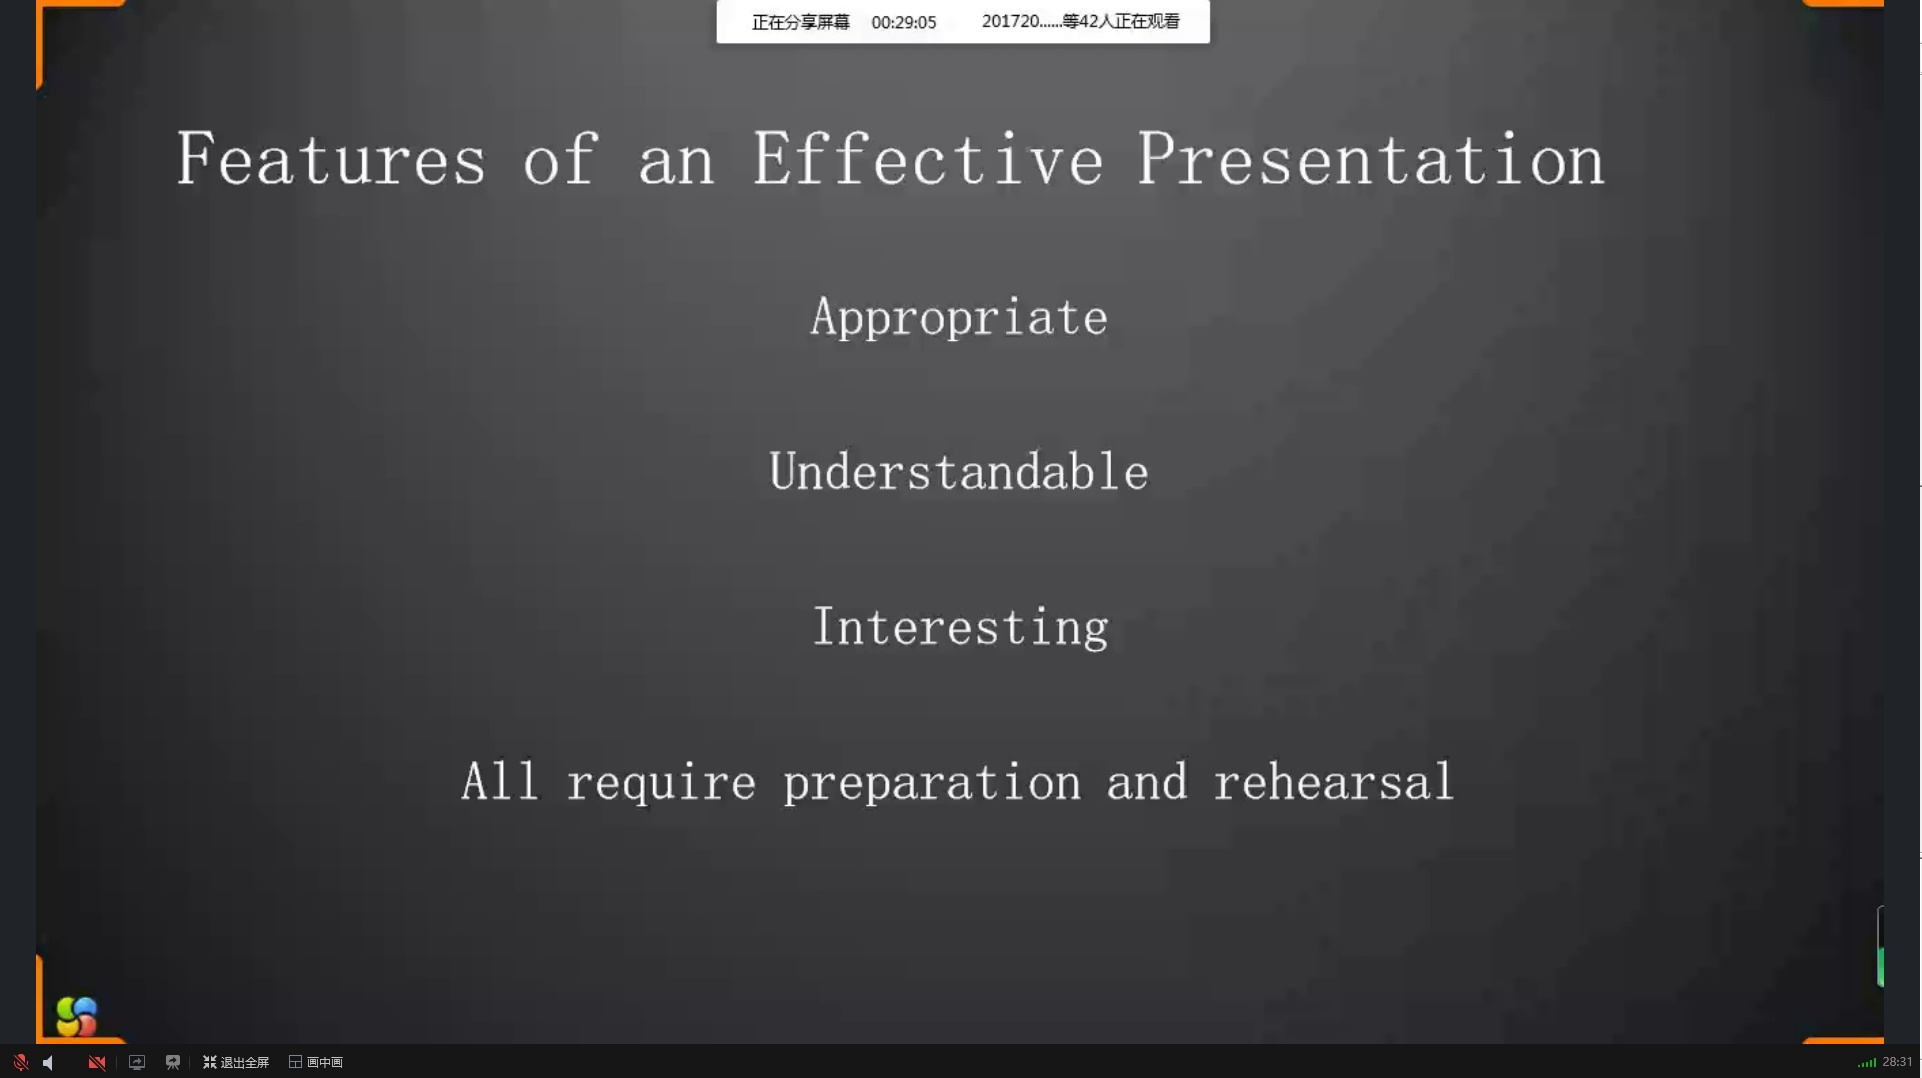 正在分享屏幕 00:29:05 201720......等42人正在观看
Features of an Effective Presentation
Appropriate
Understandable
Interesting
All require preparation and rehearsal
退出全屏 画中画 28:31